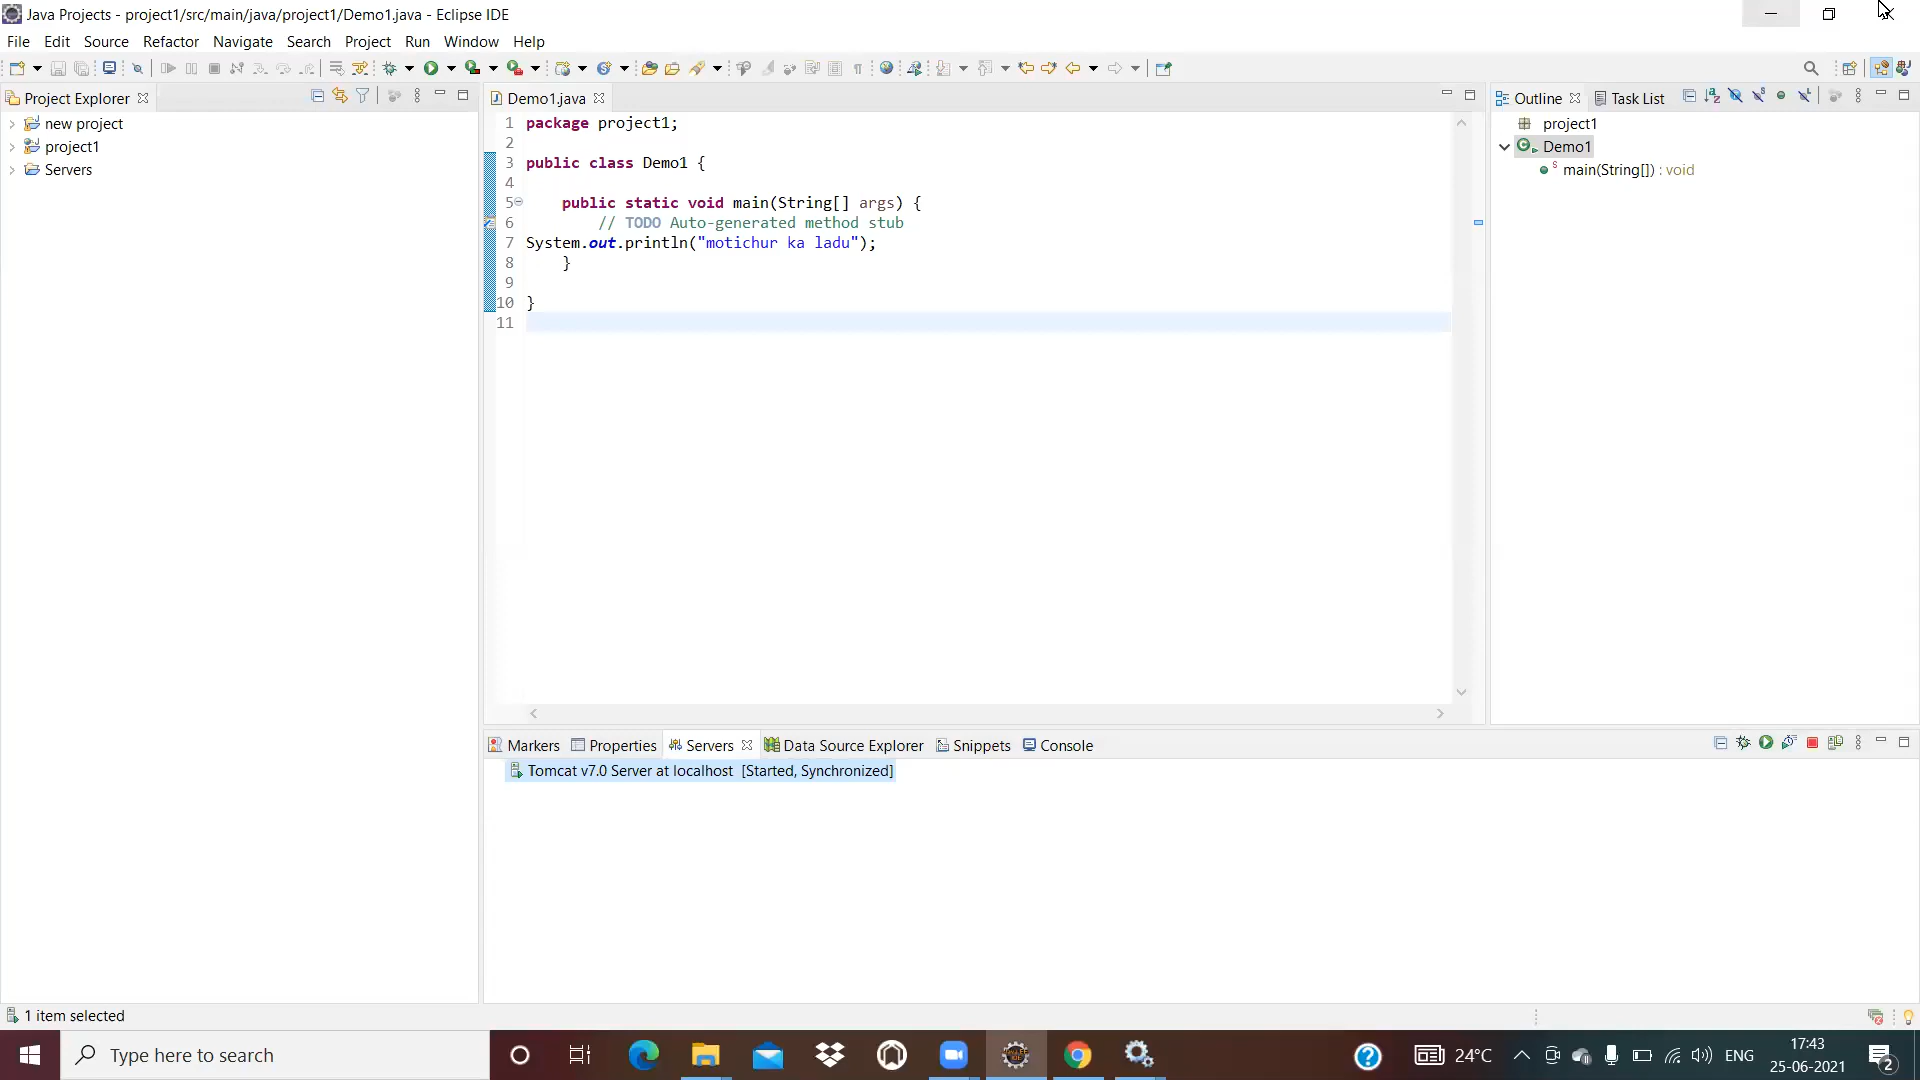 Java Projects - project1/src/main/java/project1/Demo1.java - Eclipse IDE
File Edit Source Refactor Navigate Search Project Run Window Help
Project Explorer
new project
project1
Servers
Demo1.java
1 package project1;
2
3 public class Demo1 {
4
5 public static void main(String[] args) {
6 // TODO Auto-generated method stub
7 System.out.println("motichur ka ladu");
8 }
9
10 }
11
Outline Task List
project1
Demo1
main(String[]) : void
Markers Properties Servers Data Source Explorer Snippets Console
Tomcat v7.0 Server at localhost [Started, Synchronized]
1 item selected
Type here to search
24°C
ENG
17:43
25-06-2021
2